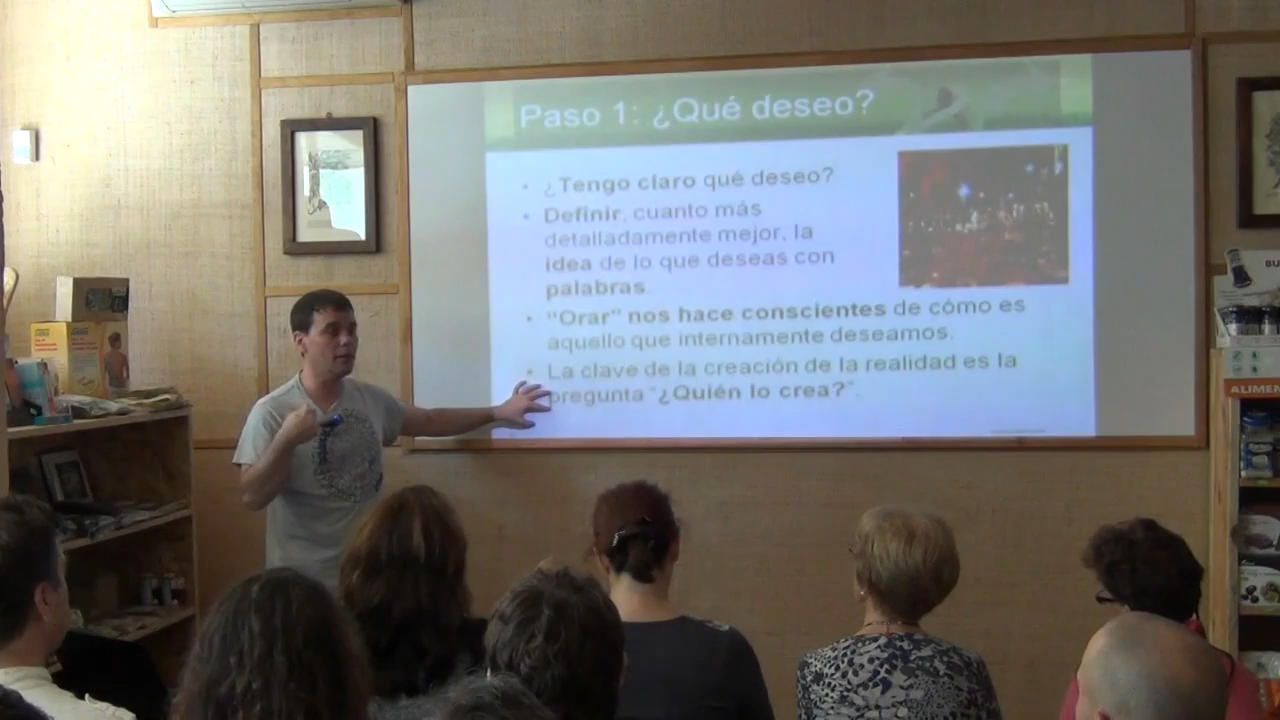 Paso 1: ¿Qué deseo?
• ¿Tengo claro qué deseo?
• Definir, cuanto más
detalladamente mejor, la
idea de lo que deseas con
palabras.
• “Orar” nos hace conscientes de cómo es
aquello que internamente deseamos.
• La clave de la creación de la realidad es la
pregunta “¿Quién lo crea?”.
BU
ALIMEN